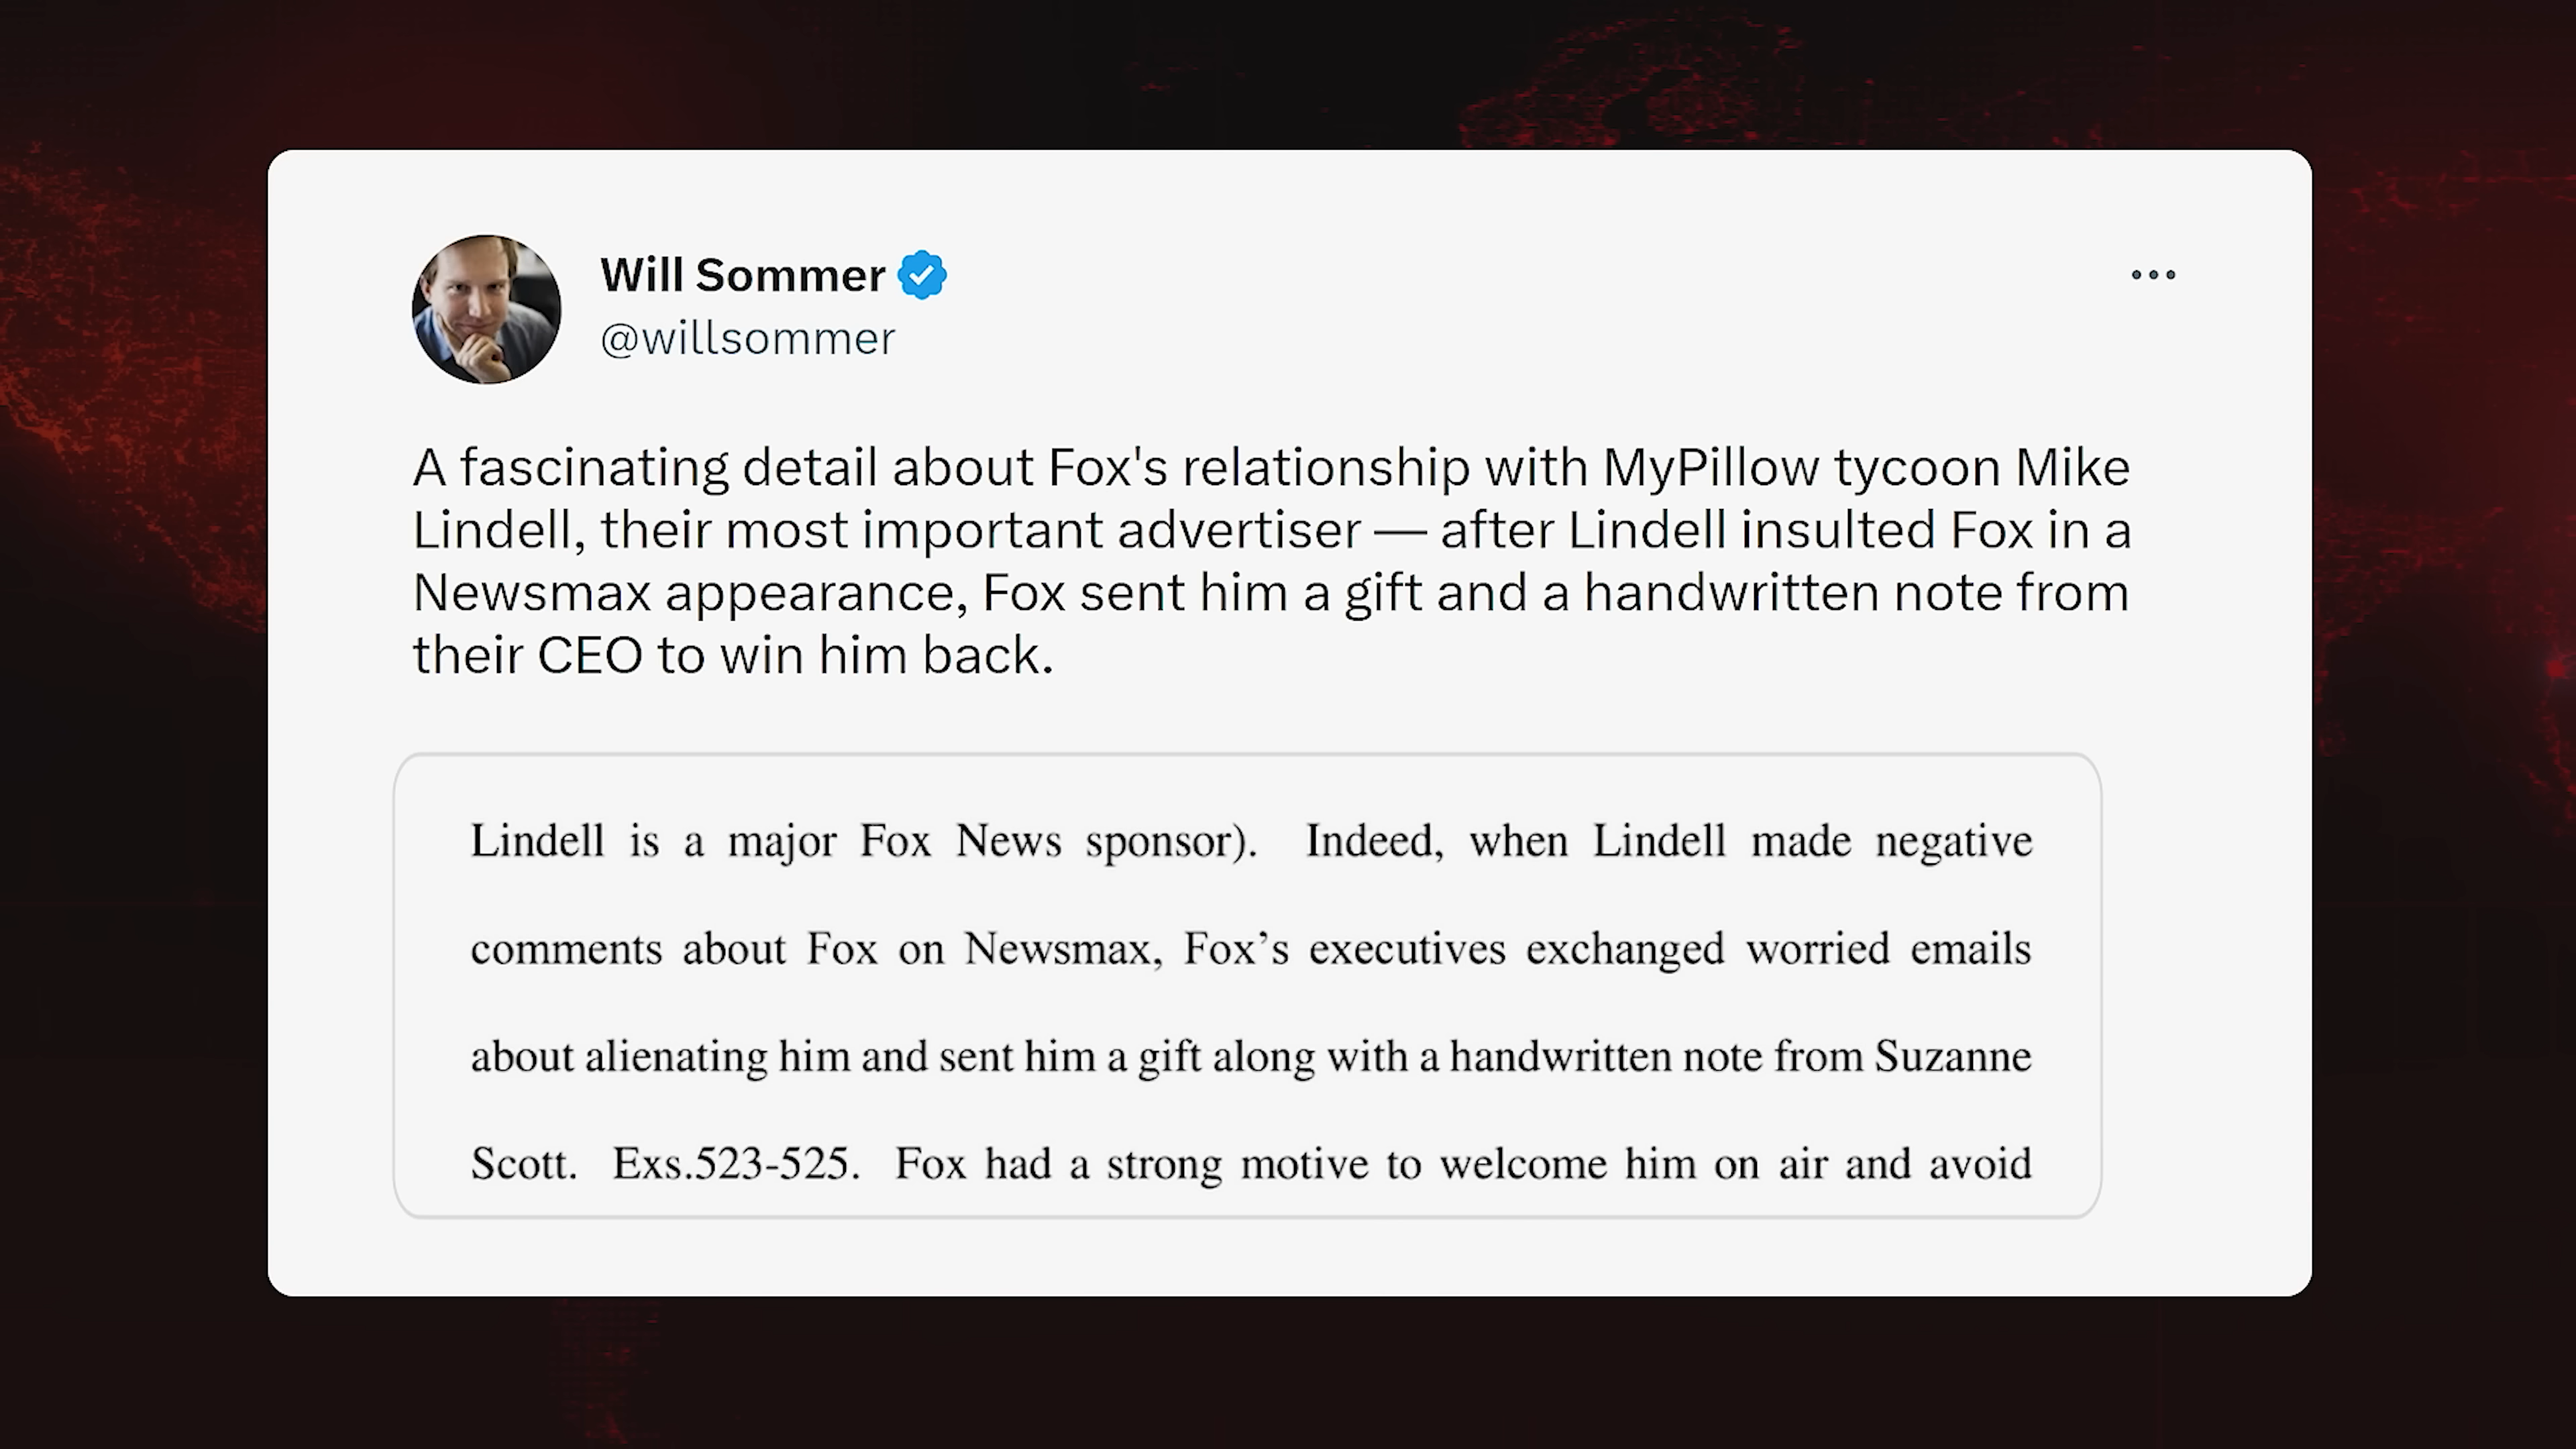 Will Sommer
@willsommer
A fascinating detail about Fox's relationship with MyPillow tycoon Mike
Lindell, their most important advertiser — after Lindell insulted Fox in a
Newsmax appearance, Fox sent him a gift and a handwritten note from
their CEO to win him back.
Lindell is a major Fox News sponsor). Indeed, when Lindell made negative
comments about Fox on Newsmax, Fox’s executives exchanged worried emails
about alienating him and sent him a gift along with a handwritten note from Suzanne
Scott. Exs.523-525. Fox had a strong motive to welcome him on air and avoid